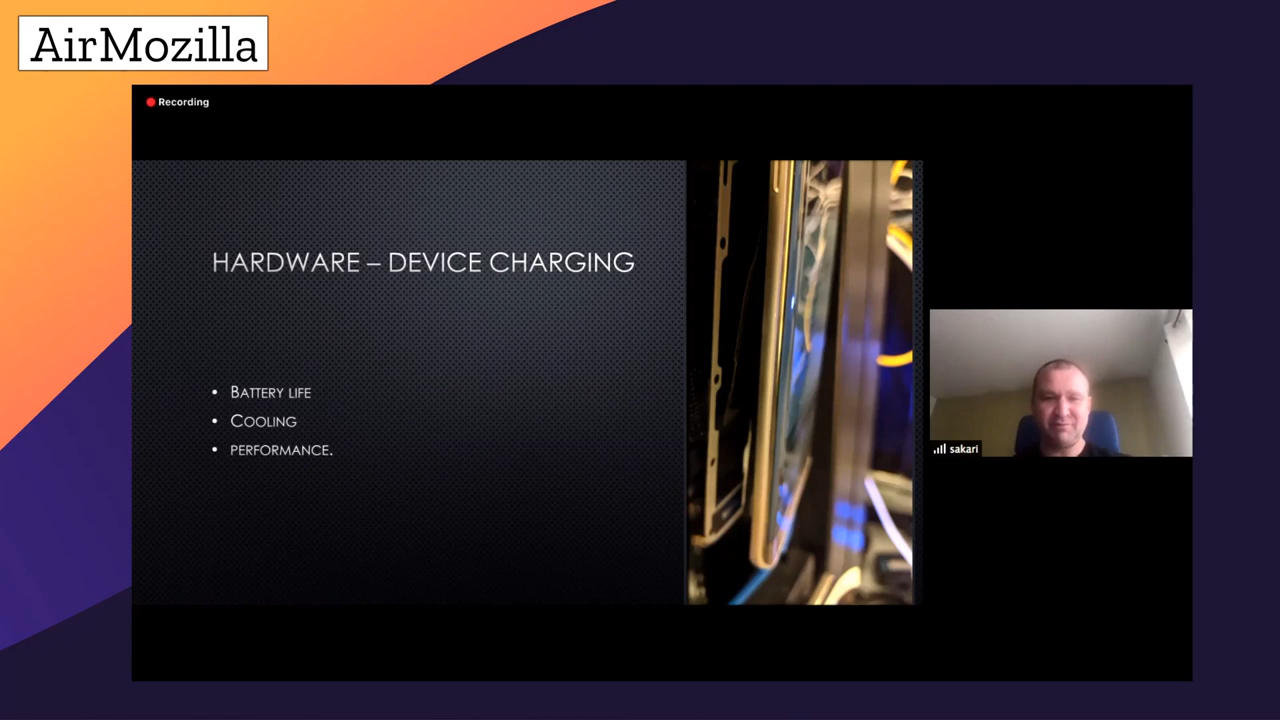 AirMozilla
Recording
HARDWARE – DEVICE CHARGING
• BATTERY LIFE
• COOLING
• PERFORMANCE.
sakari